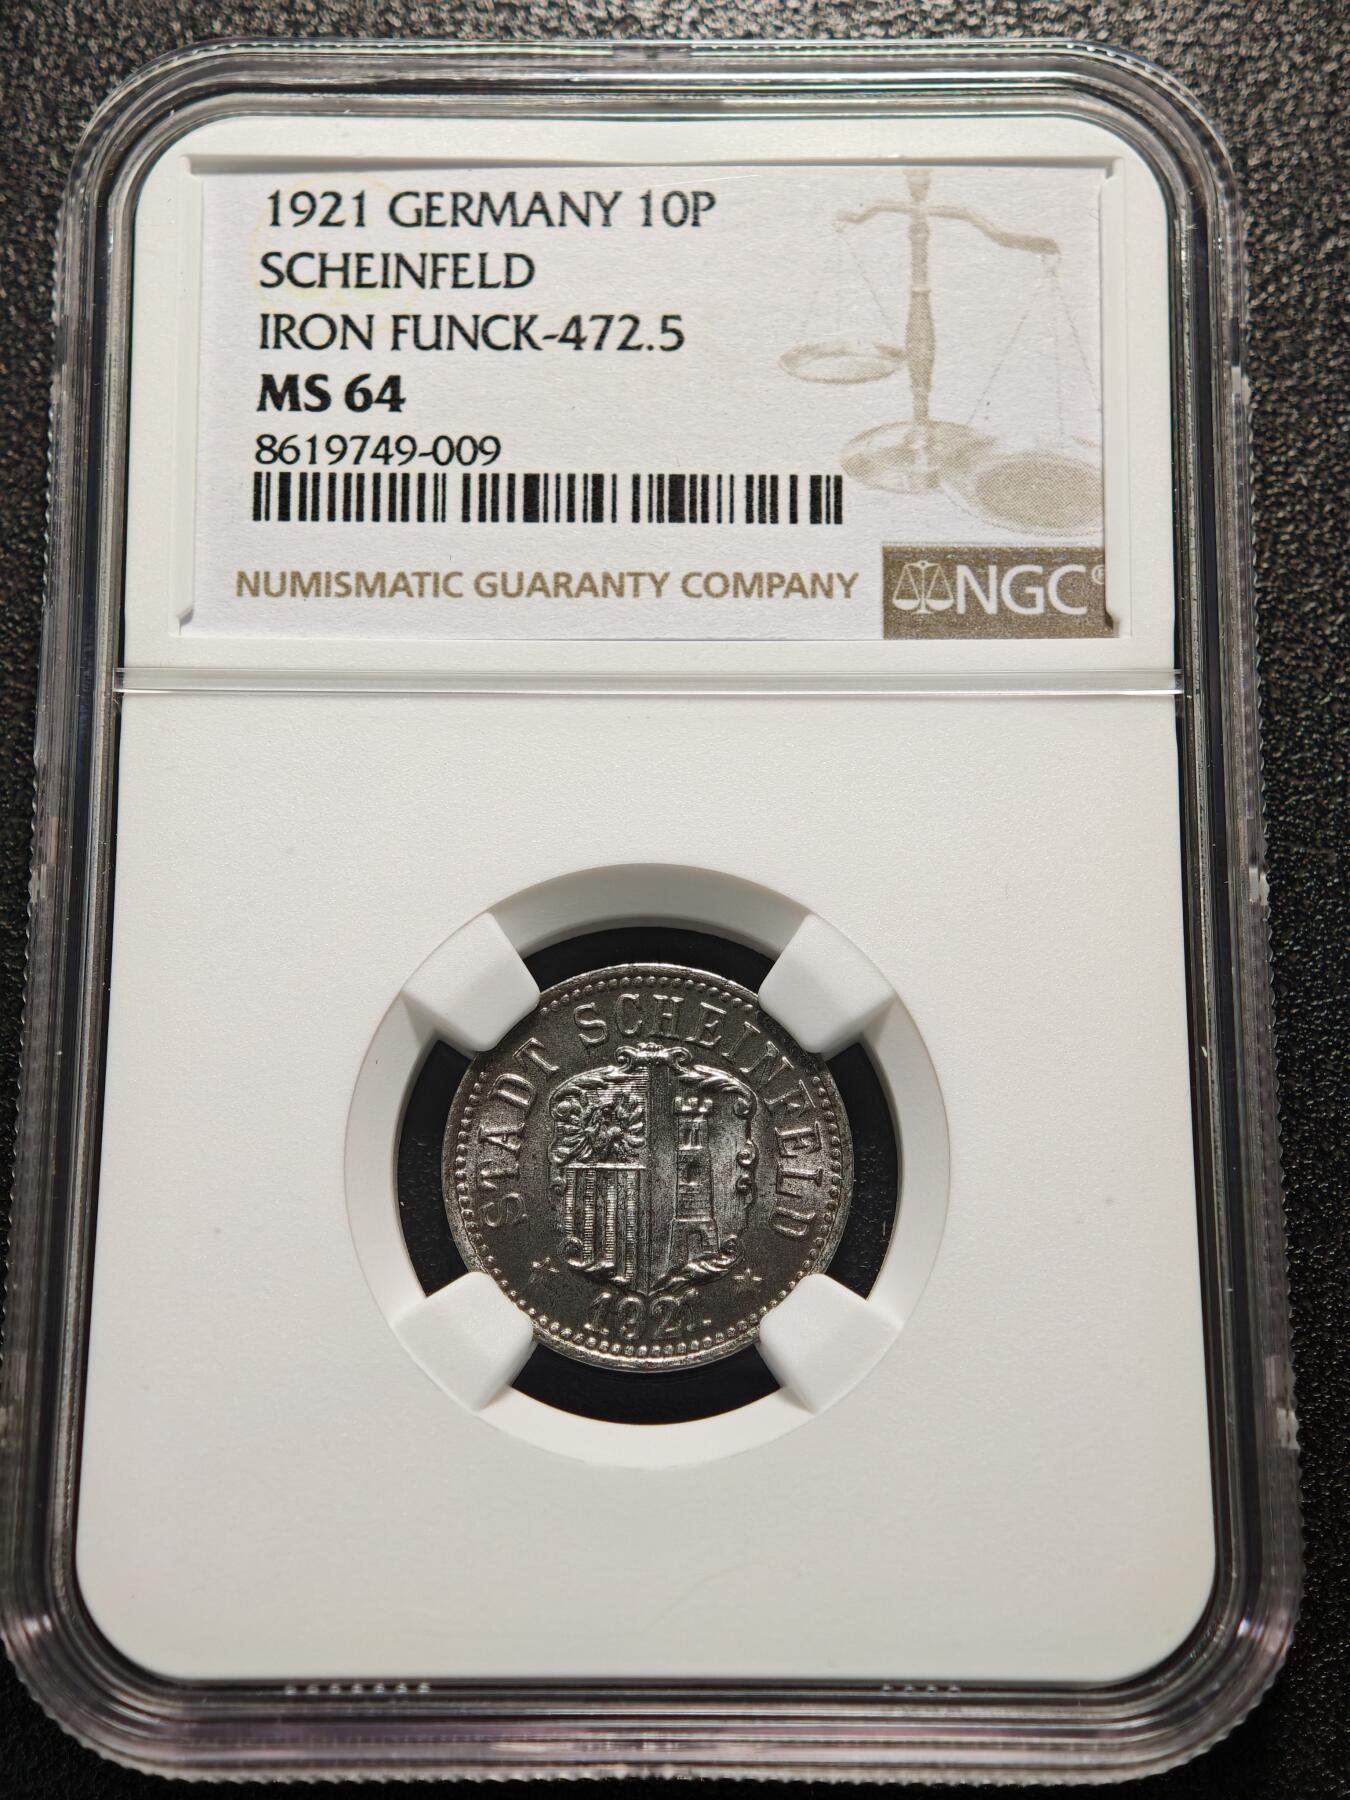 1921 GERMANY 10P
SCHEINFELD
IRON FUNCK-472.5
MS 64
8619749-009
NUMISMATIC GUARANTY COMPANY
NGC®
STADT SCHEINFELD
1921